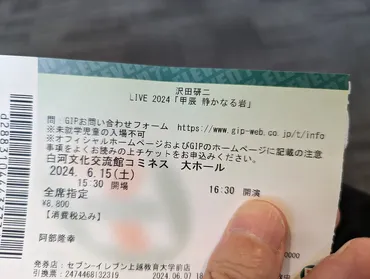 沢田研二
LIVE 2024「甲辰 静かなる岩」
問:GIPお問い合わせフォーム https://www.gip-web.co.jp/t/info
※未就学児童の入場不可
※オフィシャルホームページおよびGIPのホームページに記載の注意
事項をよくお読みの上チケットをお申込みください。
白河文化交流館コミネス 大ホール
2024. 6.15(土)
15:30 開場 16:30 開演
全席指定
¥8,800
【消費税込み】
阿部隆幸
発券店:セブン-イレブン上越教育大学前店
引換票:2474468132319 2024.06.07